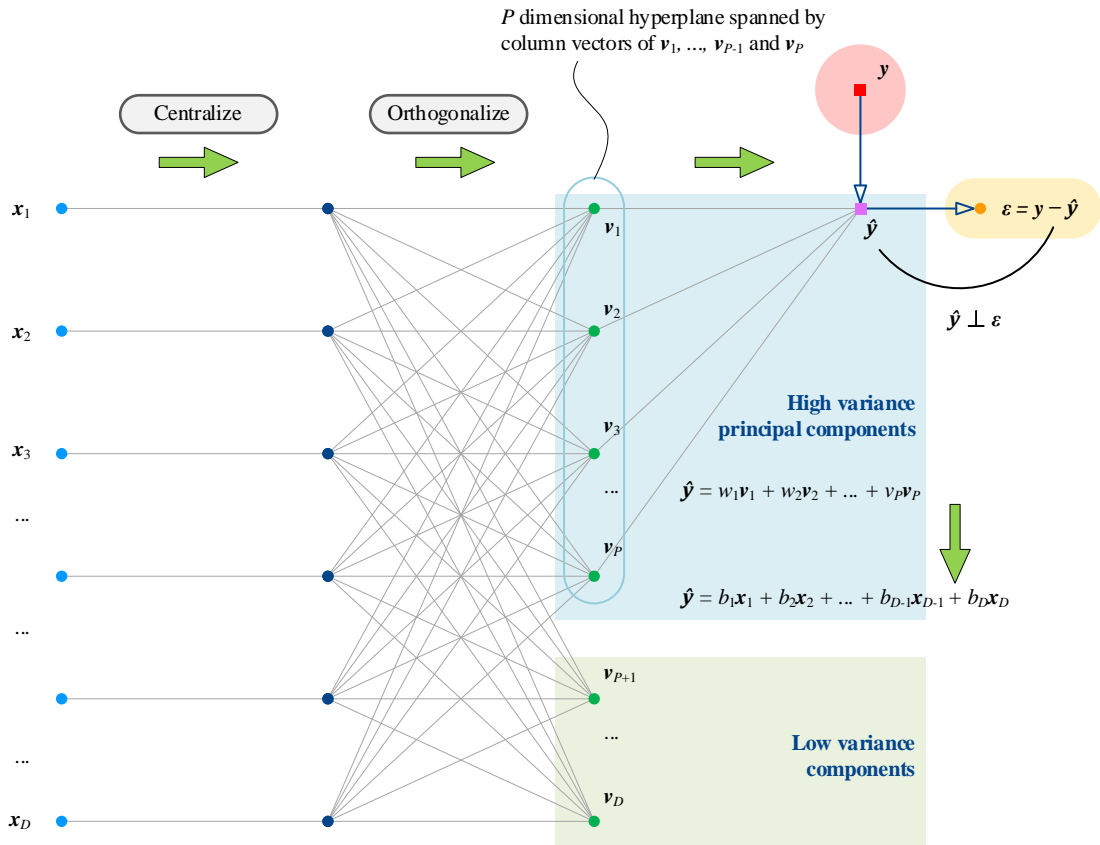 P dimensional hyperplane spanned by
column vectors of v1, ..., vP-1 and vP
y
Centralize
Orthogonalize
x1
v1
ŷ
ε = y − ŷ
x2
v2
ŷ ⊥ ε
High variance
principal components
x3
v3
...
ŷ = w1v1 + w2v2 + ... + vPvP
...
vP
ŷ = b1x1 + b2x2 + ... + bD-1xD-1 + bDxD
...
vP+1
...
Low variance
components
...
vD
xD